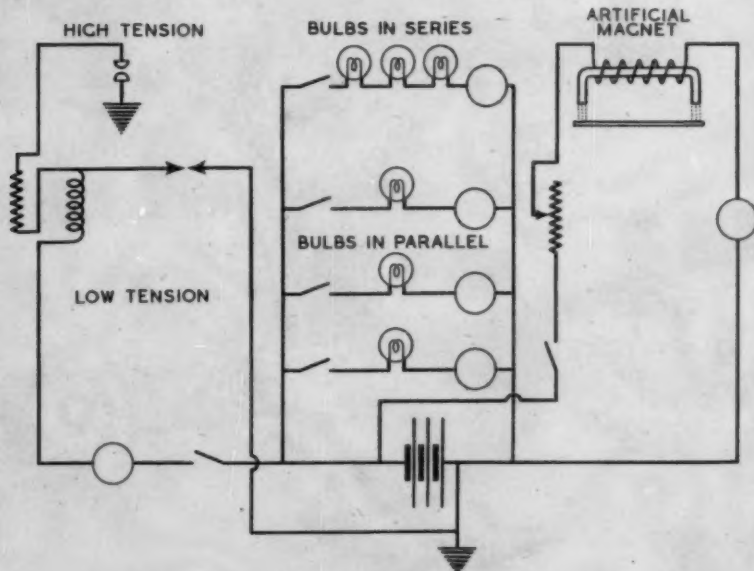 HIGH TENSION
BULBS IN SERIES
ARTIFICIAL
MAGNET
BULBS IN PARALLEL
LOW TENSION